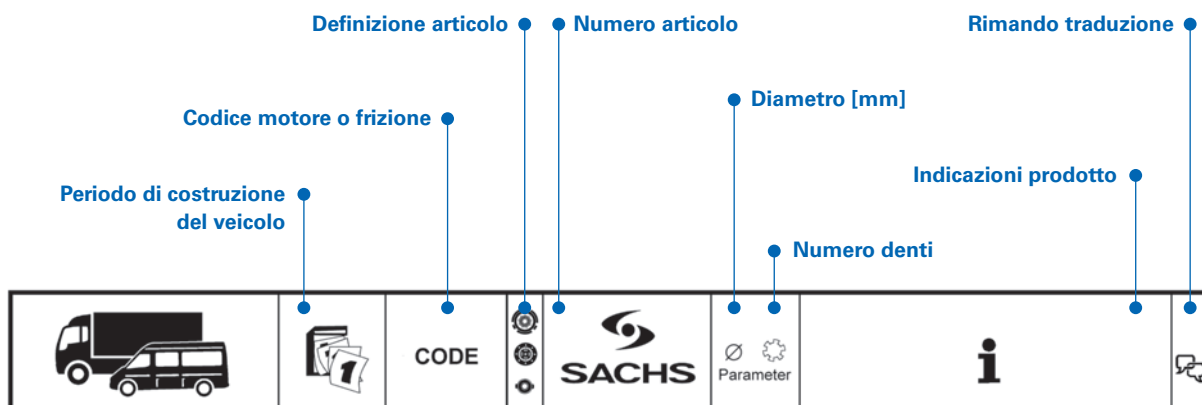 Definizione articolo
Numero articolo
Rimando traduzione
Diametro [mm]
Codice motore o frizione
Indicazioni prodotto
Periodo di costruzione
del veicolo
Numero denti
1
CODE
SACHS
Ø
Parameter
i